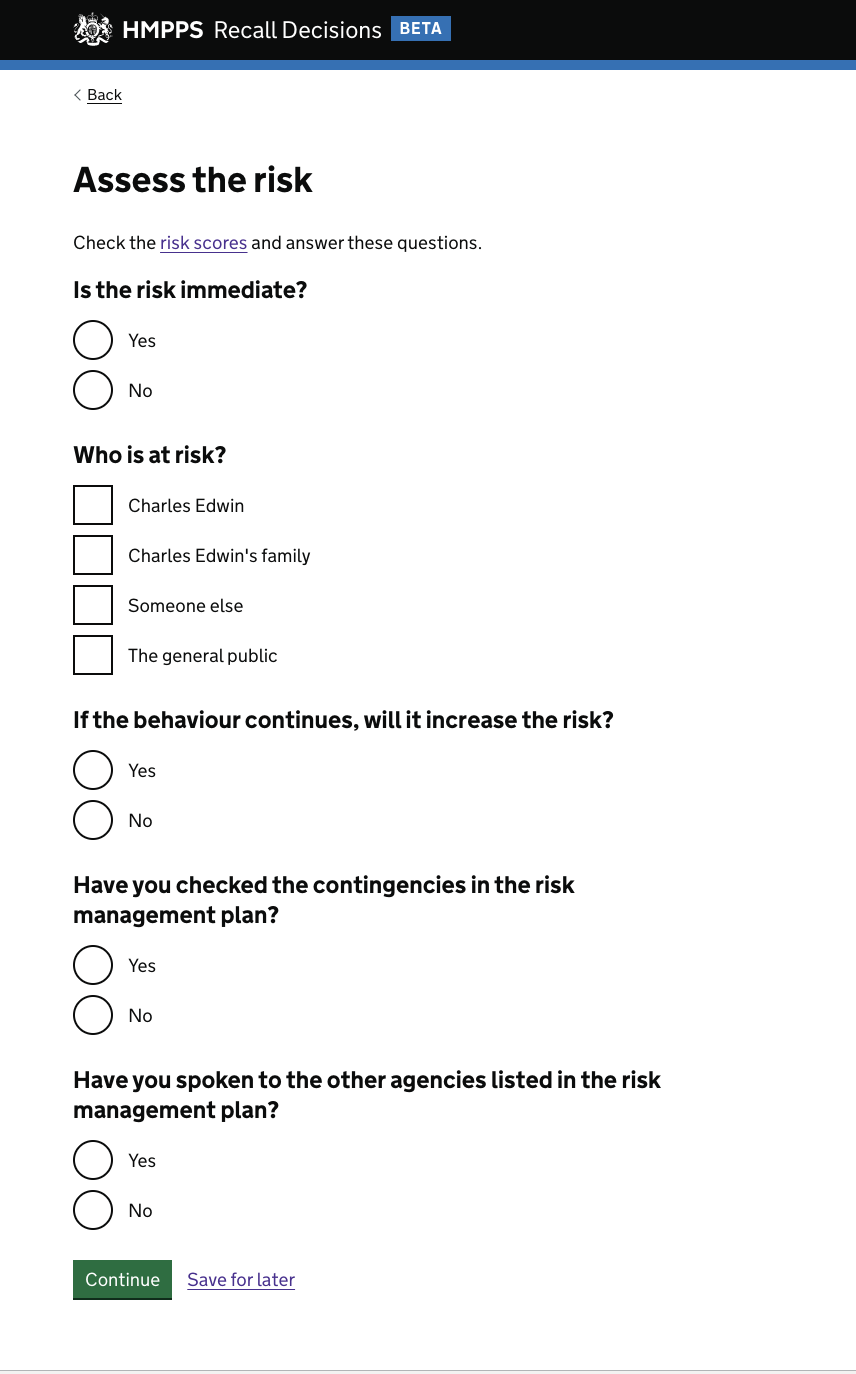 HMPPS Recall Decisions BETA
Back
Assess the risk
Check the risk scores and answer these questions.
Is the risk immediate?
Yes
No
Who is at risk?
Charles Edwin
Charles Edwin's family
Someone else
The general public
If the behaviour continues, will it increase the risk?
Yes
No
Have you checked the contingencies in the risk
management plan?
Yes
No
Have you spoken to the other agencies listed in the risk
management plan?
Yes
No
Continue Save for later